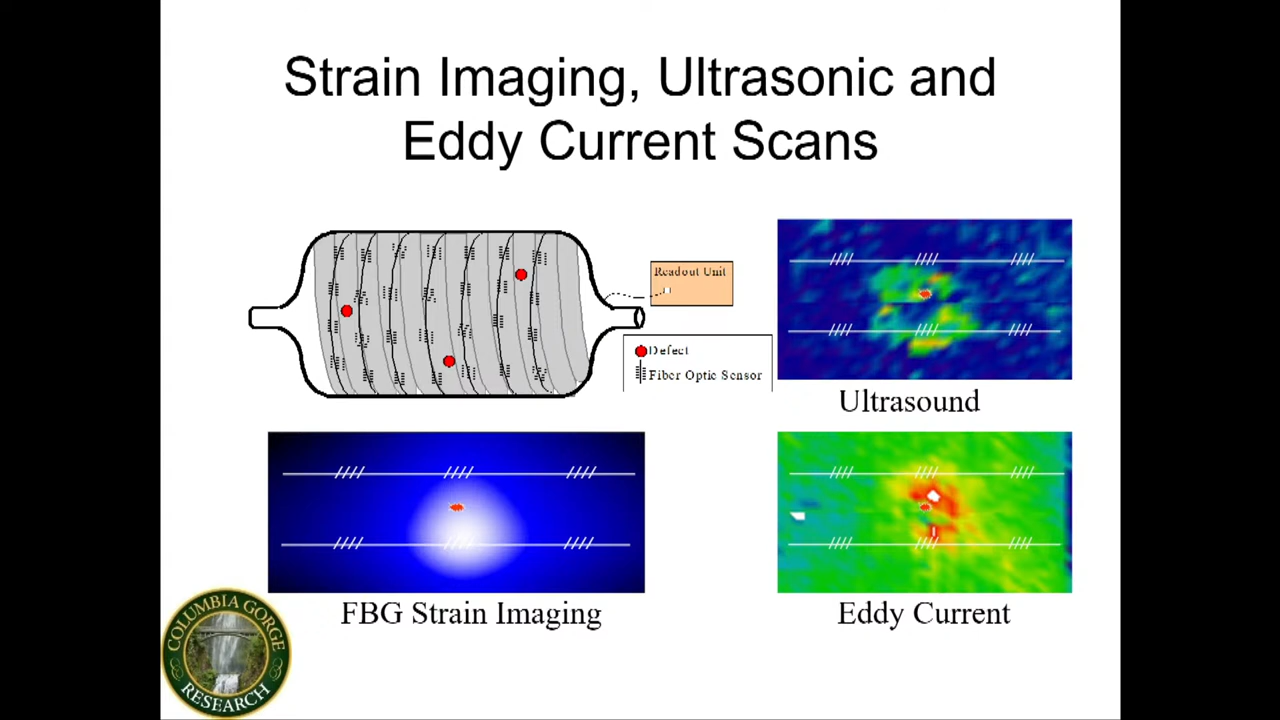 Strain Imaging, Ultrasonic and
Eddy Current Scans
Readout Unit
Defect
Fiber Optic Sensor
Ultrasound
FBG Strain Imaging
Eddy Current
COLUMBIA GORGE
RESEARCH